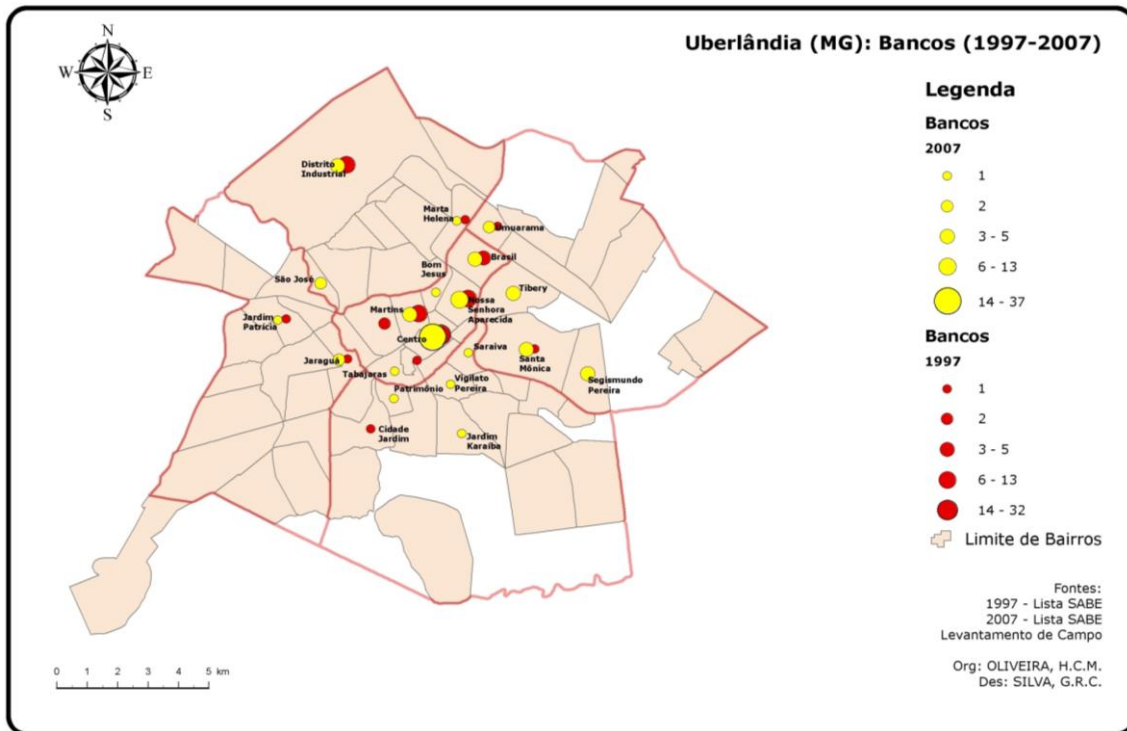 N
W
E
S
Uberlândia (MG): Bancos (1997-2007)
Legenda
Bancos
2007
1
2
3 - 5
6 - 13
14 - 37
Bancos
1997
1
2
3 - 5
6 - 13
14 - 32
Limite de Bairros
Fontes:
1997 - Lista SABE
2007 - Lista SABE
Levantamento de Campo
Org: OLIVEIRA, H.C.M.
Des: SILVA, G.R.C.
Distrito
Industrial
Marta
Helena
Umuarama
Bom
Jesus
Brasil
São José
Tibery
Nossa
Senhora
Aparecida
Martins
Jardim
Patrícia
Centro
Saraiva
Jaraguá
Santa
Mônica
Tabajaras
Segismundo
Pereira
Vigilato
Pereira
Patrimônio
Cidade
Jardim
Jardim
Karaíba
0 1 2 3 4 5 km